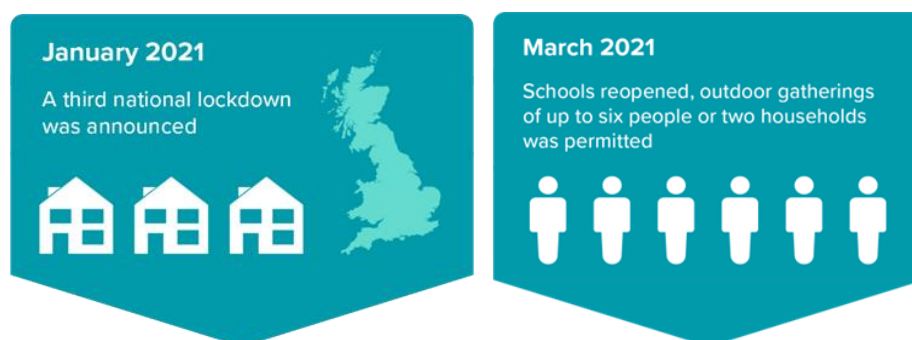 January 2021
A third national lockdown
was announced
March 2021
Schools reopened, outdoor gatherings
of up to six people or two households
was permitted